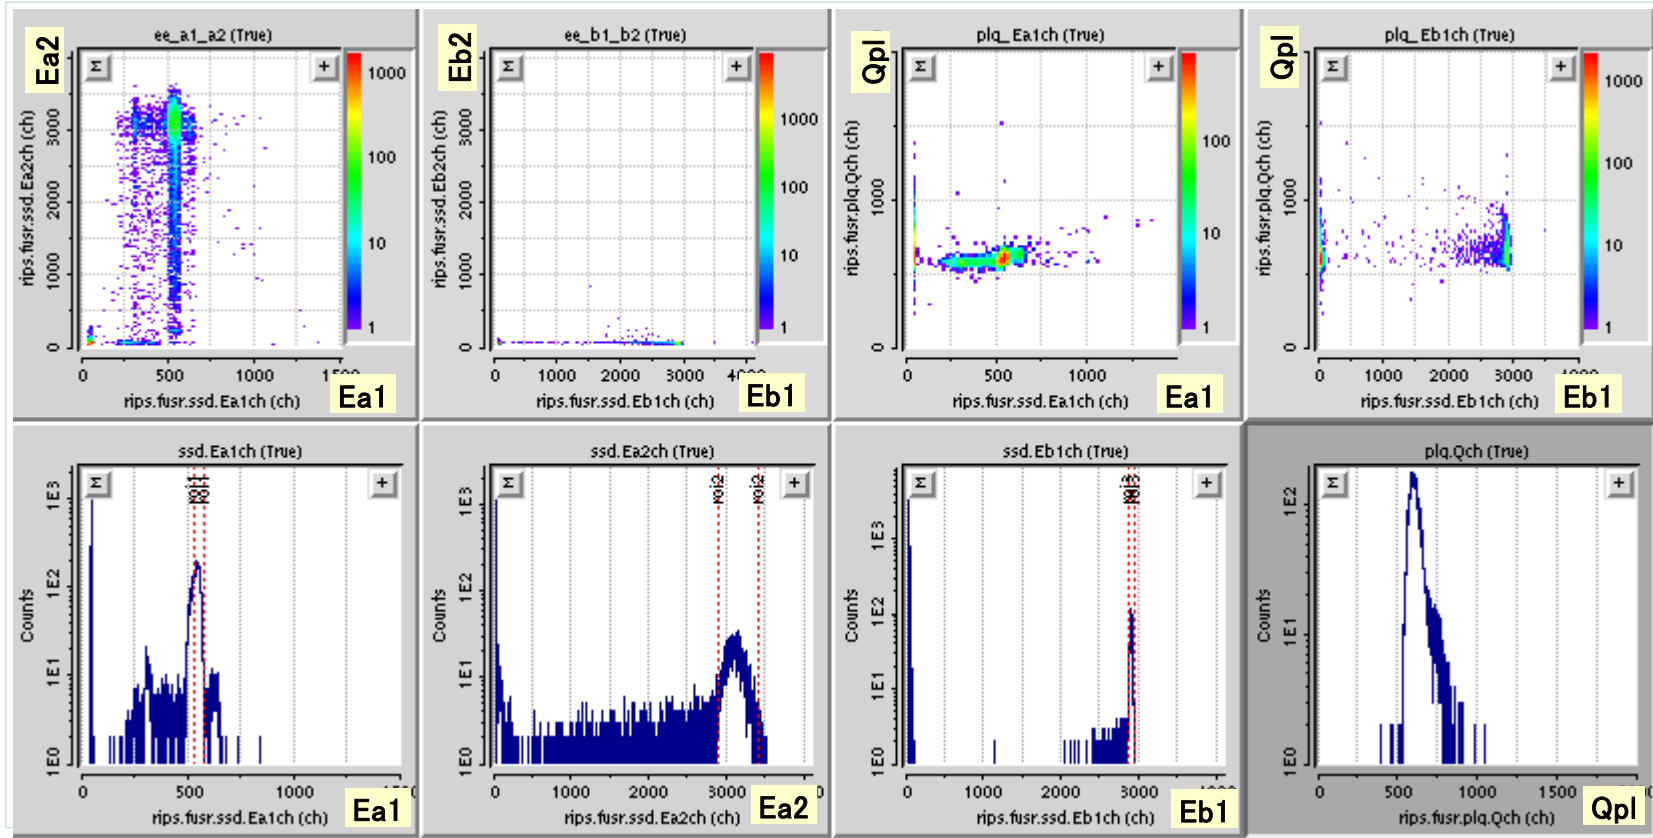 Ea2
ee_a1_a2 (True)
Σ
+
rips.fusr.ssd.Ea2ch (ch)
3000
2000
1000
0
1000
100
10
1
0
500
1000
rips.fusr.ssd.Ea1ch (ch)
Ea1
Eb2
ee_b1_b2 (True)
Σ
+
rips.fusr.ssd.Eb2ch (ch)
3000
2000
1000
0
1000
100
10
1
0
1000
2000
3000
rips.fusr.ssd.Eb1ch (ch)
Eb1
Qpl
plq_Ea1ch (True)
Σ
+
rips.fusr.plq.Qch (ch)
1000
0
100
10
1
0
500
1000
rips.fusr.ssd.Ea1ch (ch)
Ea1
Qpl
plq_Eb1ch (True)
Σ
+
rips.fusr.plq.Qch (ch)
1000
0
1000
100
10
1
0
1000
2000
3000
4000
rips.fusr.ssd.Eb1ch (ch)
Eb1
ssd.Ea1ch (True)
Σ
+
Counts
1E3
1E2
1E1
1E0
0
500
1000
rips.fusr.ssd.Ea1ch (ch)
Ea1
ssd.Ea2ch (True)
Σ
roi2
roi2
+
Counts
1E3
1E2
1E1
1E0
0
1000
2000
3000
rips.fusr.ssd.Ea2ch (ch)
Ea2
ssd.Eb1ch (True)
Σ
+
Counts
1E3
1E2
1E1
1E0
0
1000
2000
3000
rips.fusr.ssd.Eb1ch (ch)
Eb1
plq.Qch (True)
Σ
+
Counts
1E2
1E1
1E0
0
500
1000
1500
rips.fusr.plq.Qch (ch)
Qpl